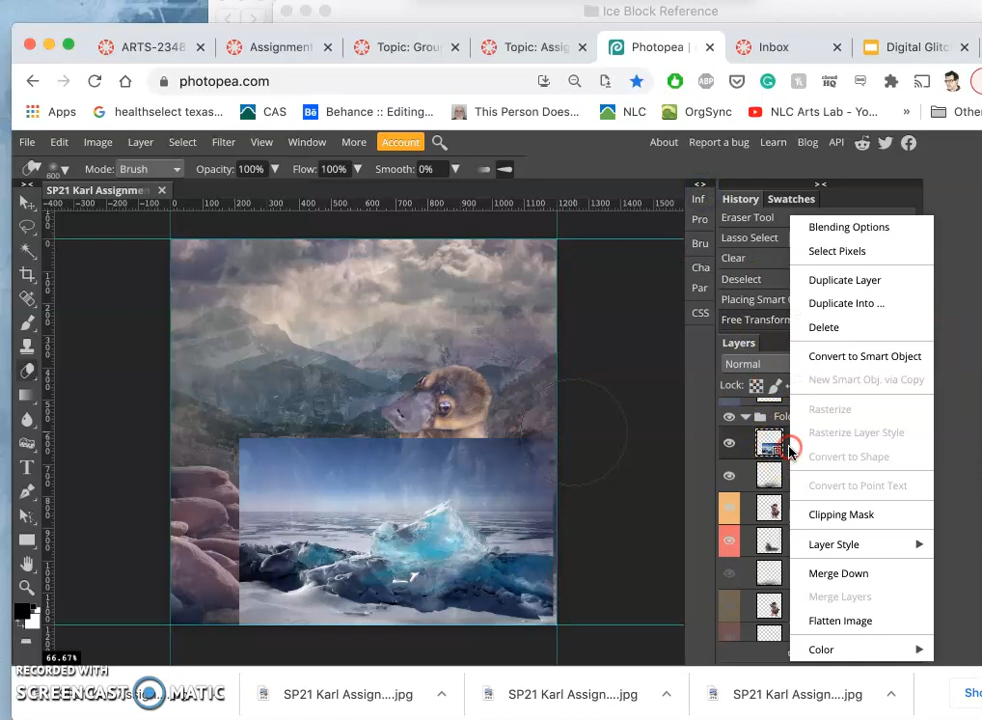 Ice Block Reference
ARTS-2348 Assignment Topic: Grou Topic: Assig Photopea | Inbox Digital Glitc
photopea.com
Apps healthselect texas... CAS Behance :: Editing... This Person Does... NLC OrgSync NLC Arts Lab - Yo... » Othe
File Edit Image Layer Select Filter View Window More Account About Report a bug Learn Blog API
Mode: Brush Opacity: 100% Flow: 100% Smooth: 0%
600
SP21 Karl Assignmen
History Swatches
Inf
Pro
Bru
Cha
Par
CSS
Eraser Tool
Lasso Select
Clear
Deselect
Placing Smart O
Free Transform
Layers
Normal
Lock:
Fold
Blending Options
Select Pixels
Duplicate Layer
Duplicate Into ...
Delete
Convert to Smart Object
New Smart Obj. via Copy
Rasterize
Rasterize Layer Style
Convert to Shape
Convert to Point Text
Clipping Mask
Layer Style
Merge Down
Merge Layers
Flatten Image
Color
66.67%
RECORDED WITH
SCREENCAST MATIC
SP21 Karl Assign....jpg SP21 Karl Assign....jpg SP21 Karl Assign....jpg Sho